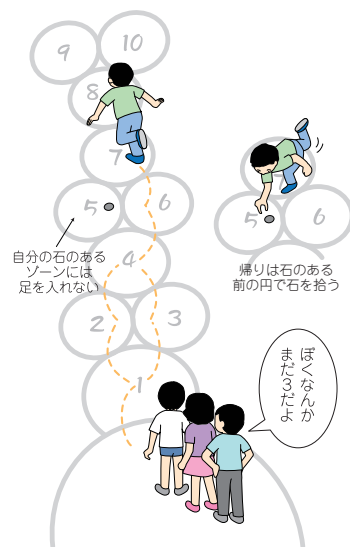 9
10
8
7
5
6
自分の石のある
ゾーンには
足を入れない
4
2
3
1
5
6
帰りは石のある
前の円で石を拾う
ぼくなんか
まだ3だよ